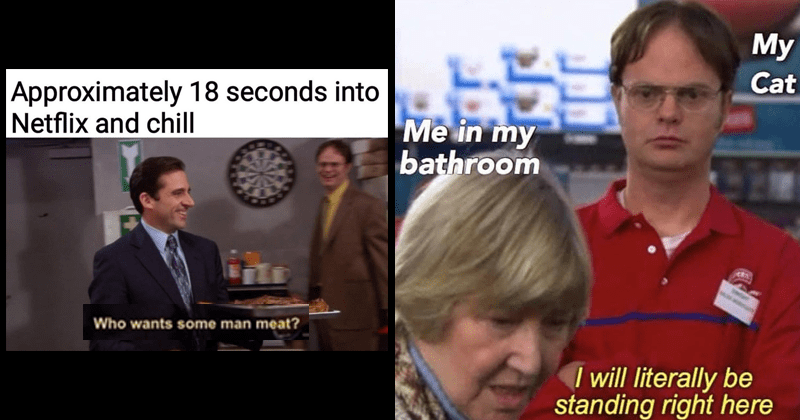 Approximately 18 seconds into
Netflix and chill
Who wants some man meat?
My
Cat
Me in my
bathroom
I will literally be
standing right here